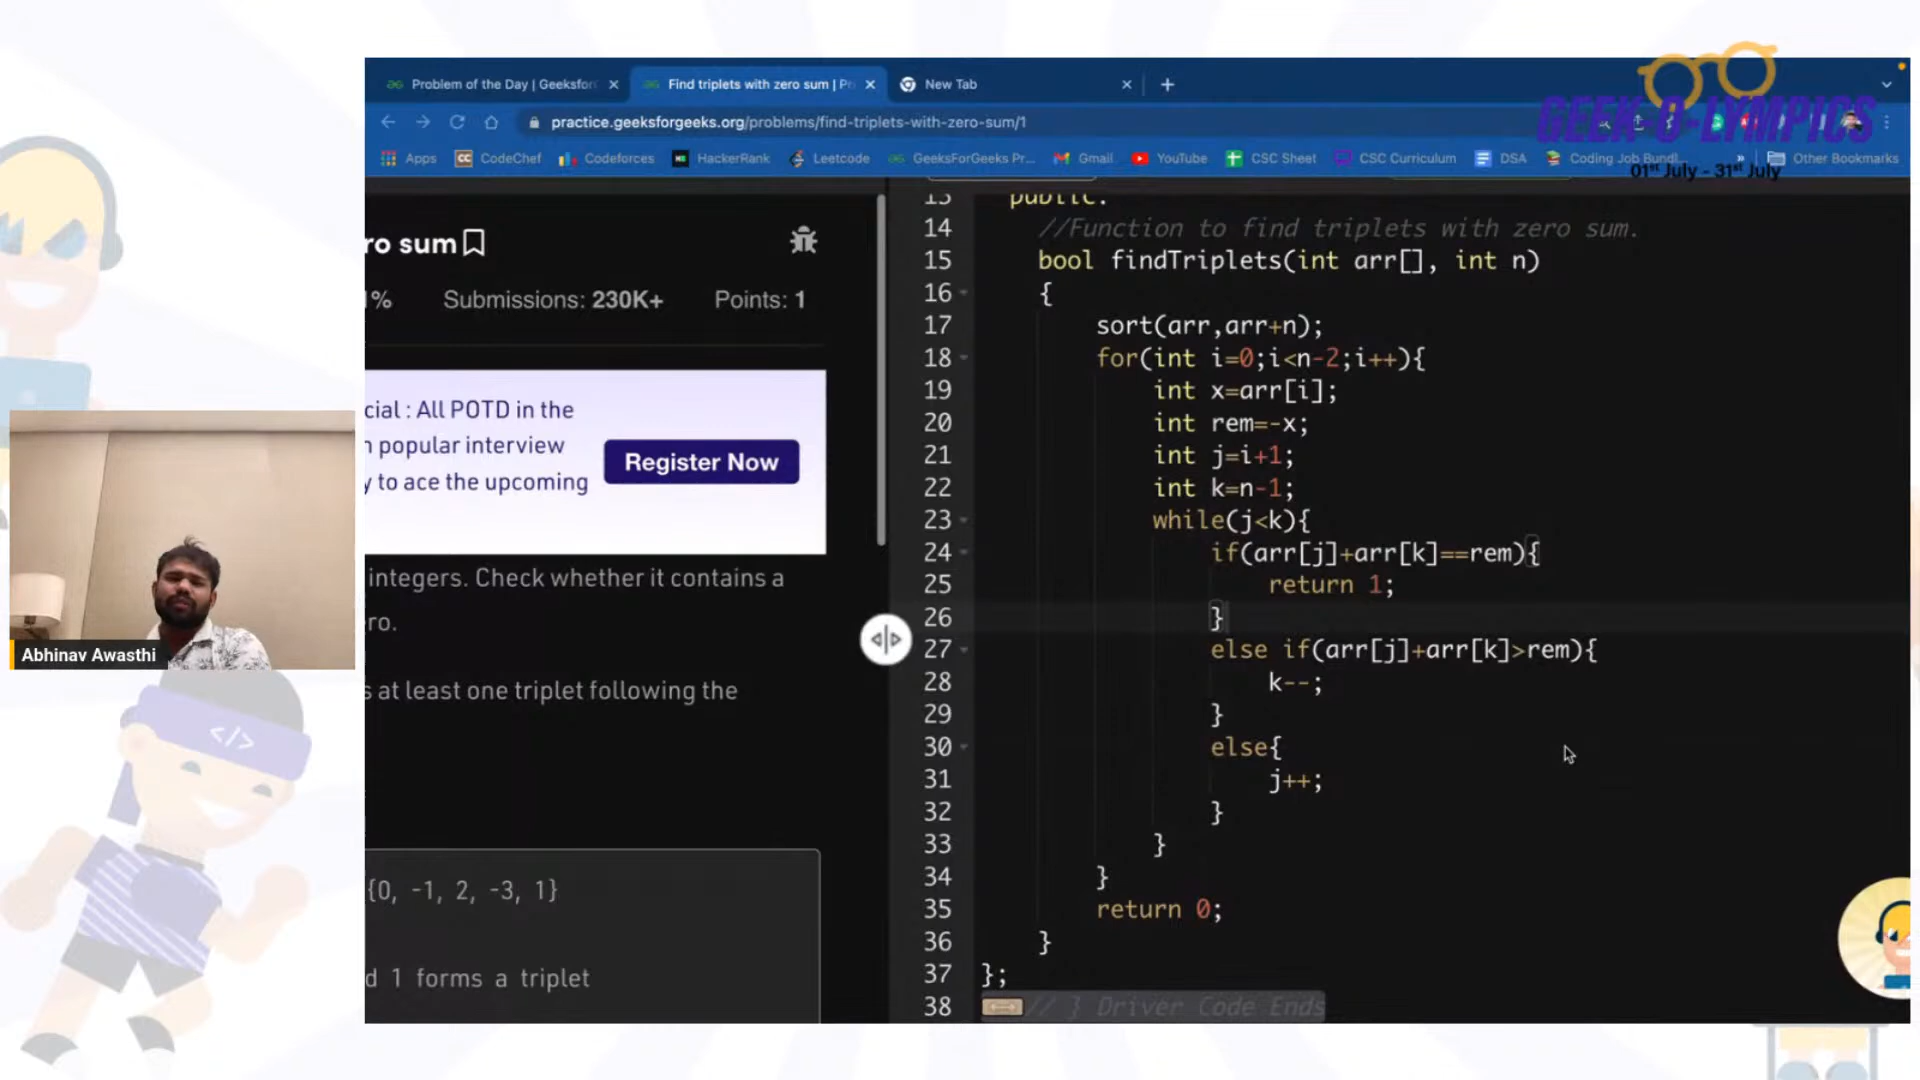 Problem of the Day | Geeksfor
Find triplets with zero sum | Pr
New Tab
practice.geeksforgeeks.org/problems/find-triplets-with-zero-sum/1
GEEK-O-LYMPICS
01st July - 31st July
Apps
CodeChef
Codeforces
HackerRank
Leetcode
GeeksForGeeks Pr...
Gmail
YouTube
CSC Sheet
CSC Curriculum
DSA
Coding Job Bundl...
»
Other Bookmarks
ro sum
1%
Submissions: 230K+
Points: 1
cial : All POTD in the
n popular interview
y to ace the upcoming
Register Now
integers. Check whether it contains a
ro.
s at least one triplet following the
{0, -1, 2, -3, 1}
d 1 forms a triplet
13 public:
14 //Function to find triplets with zero sum.
15 bool findTriplets(int arr[], int n)
16 {
17 sort(arr,arr+n);
18 for(int i=0;i<n-2;i++){
19 int x=arr[i];
20 int rem=-x;
21 int j=i+1;
22 int k=n-1;
23 while(j<k){
24 if(arr[j]+arr[k]==rem){
25 return 1;
26 }
27 else if(arr[j]+arr[k]>rem){
28 k--;
29 }
30 else{
31 j++;
32 }
33 }
34 }
35 return 0;
36 }
37 };
38 // } Driver Code Ends
Abhinav Awasthi
</>